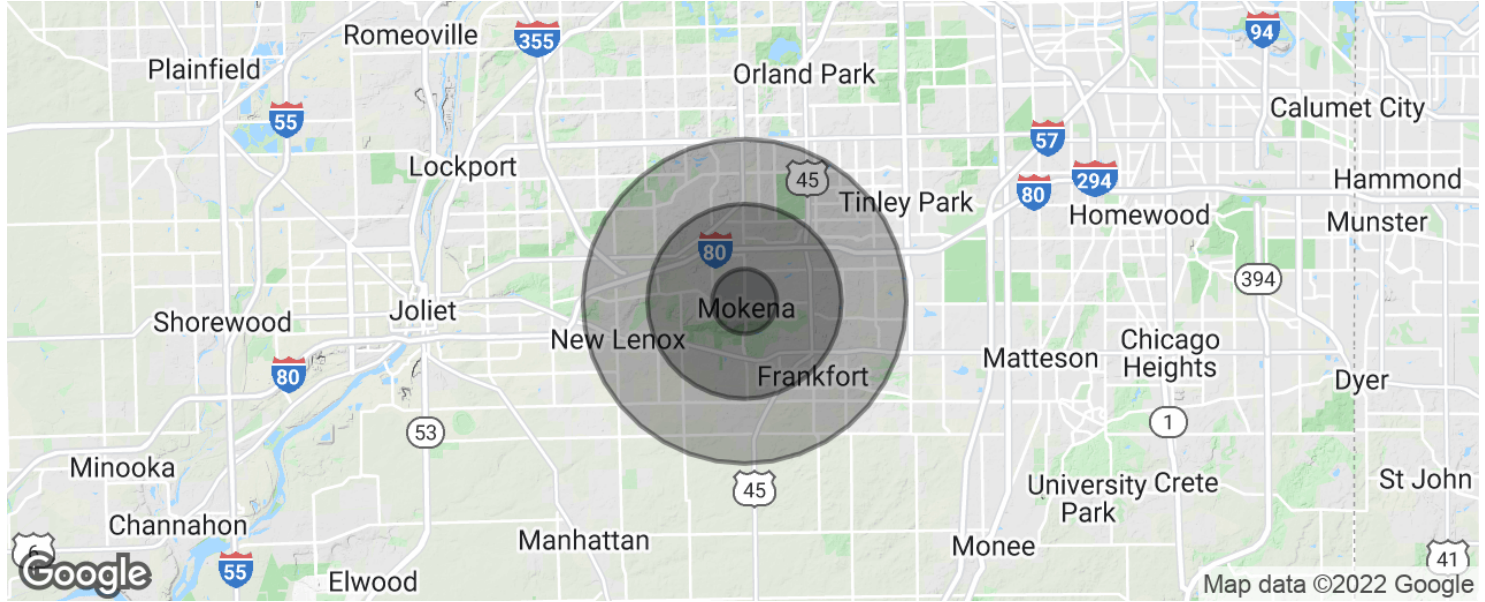 94
Romeoville
355
Plainfield
Orland Park
Calumet City
55
57
Lockport
45
294
Hammond
80
Tinley Park
Homewood
Munster
80
394
Mokena
Joliet
Shorewood
New Lenox
Chicago
Heights
Matteson
80
Frankfort
Dyer
1
53
Minooka
45
University
Park
Crete
St John
Channahon
Manhattan
Monee
6
41
55
Google
Elwood
Map data ©2022 Google